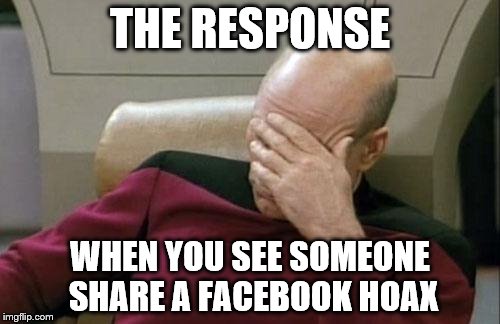 THE RESPONSE
WHEN YOU SEE SOMEONE
SHARE A FACEBOOK HOAX
imgflip.com